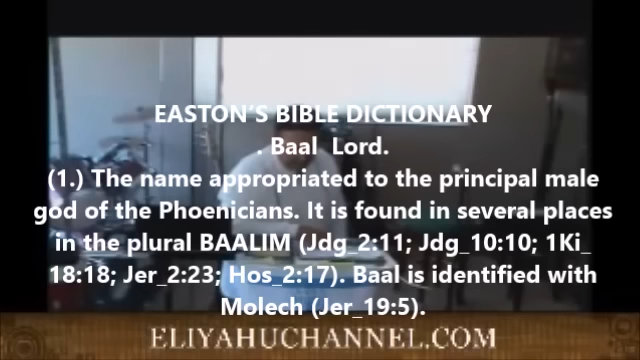 EASTON'S BIBLE DICTIONARY
. Baal Lord.
(1.) The name appropriated to the principal male
god of the Phoenicians. It is found in several places
in the plural BAALIM (Jdg_2:11; Jdg_10:10; 1Ki_
18:18; Jer_2:23; Hos_2:17). Baal is identified with
Molech (Jer_19:5).
ELIYAHUCHANNEL.COM